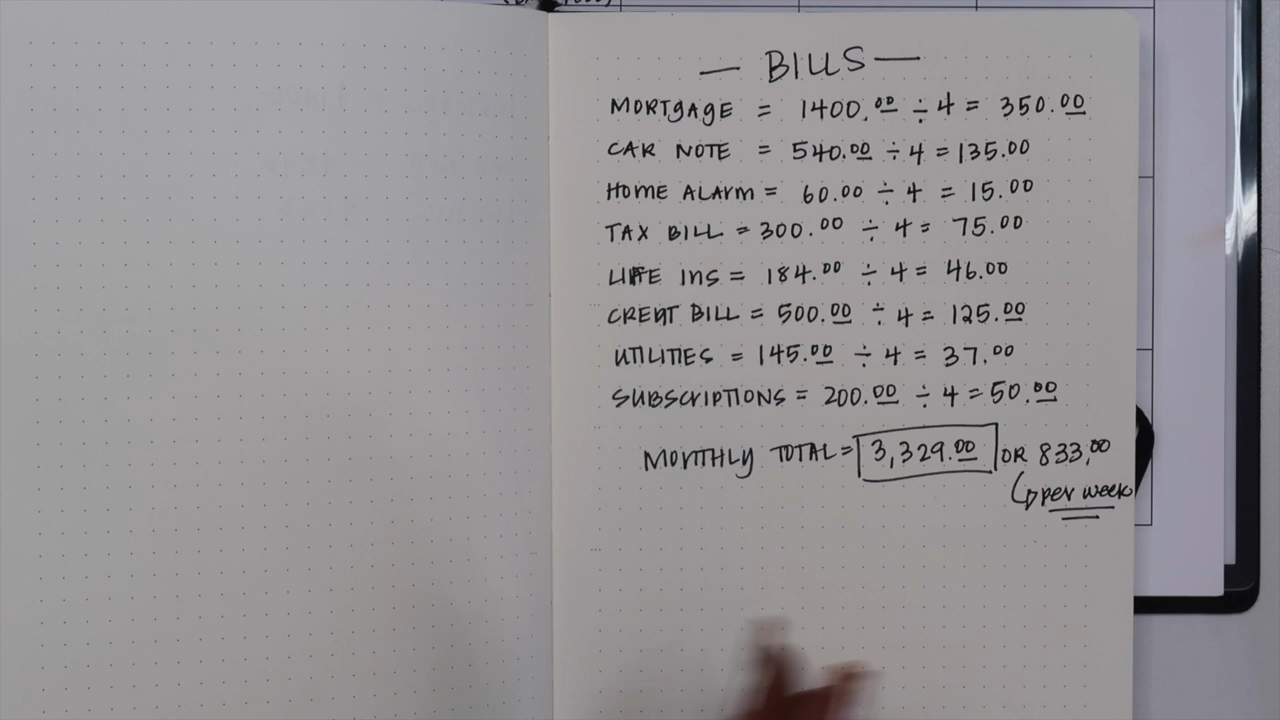 — BILLS —
MORTGAGE = 1400.00 ÷ 4 = 350.00
CAR NOTE = 540.00 ÷ 4 = 135.00
HOME ALARM = 60.00 ÷ 4 = 15.00
TAX BILL = 300.00 ÷ 4 = 75.00
LIFE INS = 184.00 ÷ 4 = 46.00
CREDIT BILL = 500.00 ÷ 4 = 125.00
UTILITIES = 145.00 ÷ 4 = 37.00
SUBSCRIPTIONS = 200.00 ÷ 4 = 50.00
MONTHLY TOTAL = 3,329.00 OR 833.00
per week